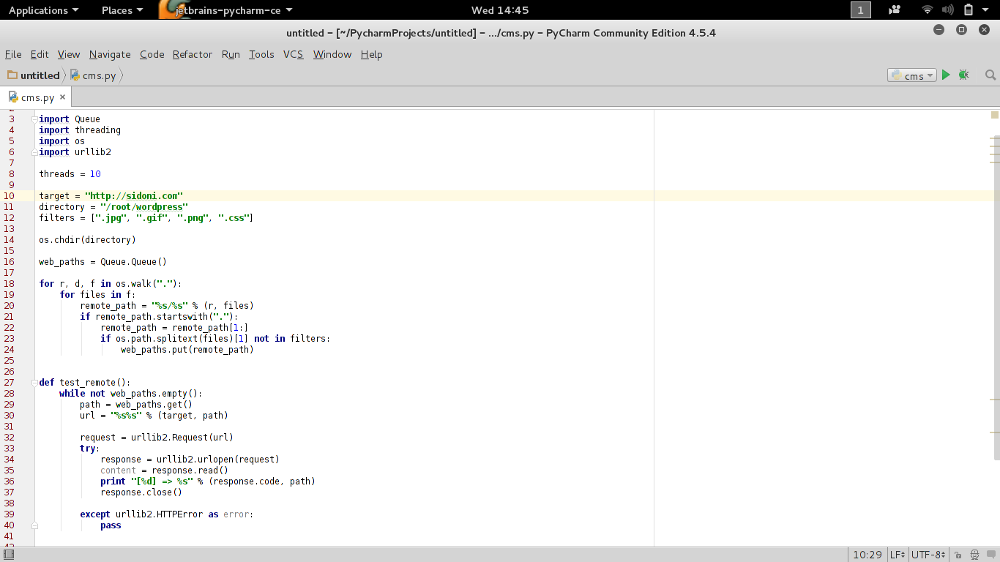 Applications Places jetbrains-pycharm-ce Wed 14:45 1
untitled – [~/PycharmProjects/untitled] – .../cms.py – PyCharm Community Edition 4.5.4
File Edit View Navigate Code Refactor Run Tools VCS Window Help
untitled cms.py cms
cms.py ×
3 import Queue
4 import threading
5 import os
6 import urllib2
7
8 threads = 10
9
10 target = "http://sidoni.com"
11 directory = "/root/wordpress"
12 filters = [".jpg", ".gif", ".png", ".css"]
13
14 os.chdir(directory)
15
16 web_paths = Queue.Queue()
17
18 for r, d, f in os.walk("."):
19     for files in f:
20         remote_path = "%s/%s" % (r, files)
21         if remote_path.startswith("."):
22             remote_path = remote_path[1:]
23             if os.path.splitext(files)[1] not in filters:
24                 web_paths.put(remote_path)
25
26
27 def test_remote():
28     while not web_paths.empty():
29         path = web_paths.get()
30         url = "%s%s" % (target, path)
31
32         request = urllib2.Request(url)
33         try:
34             response = urllib2.urlopen(request)
35             content = response.read()
36             print "[%d] => %s" % (response.code, path)
37             response.close()
38
39         except urllib2.HTTPError as error:
40             pass
41
10:29 LF UTF-8